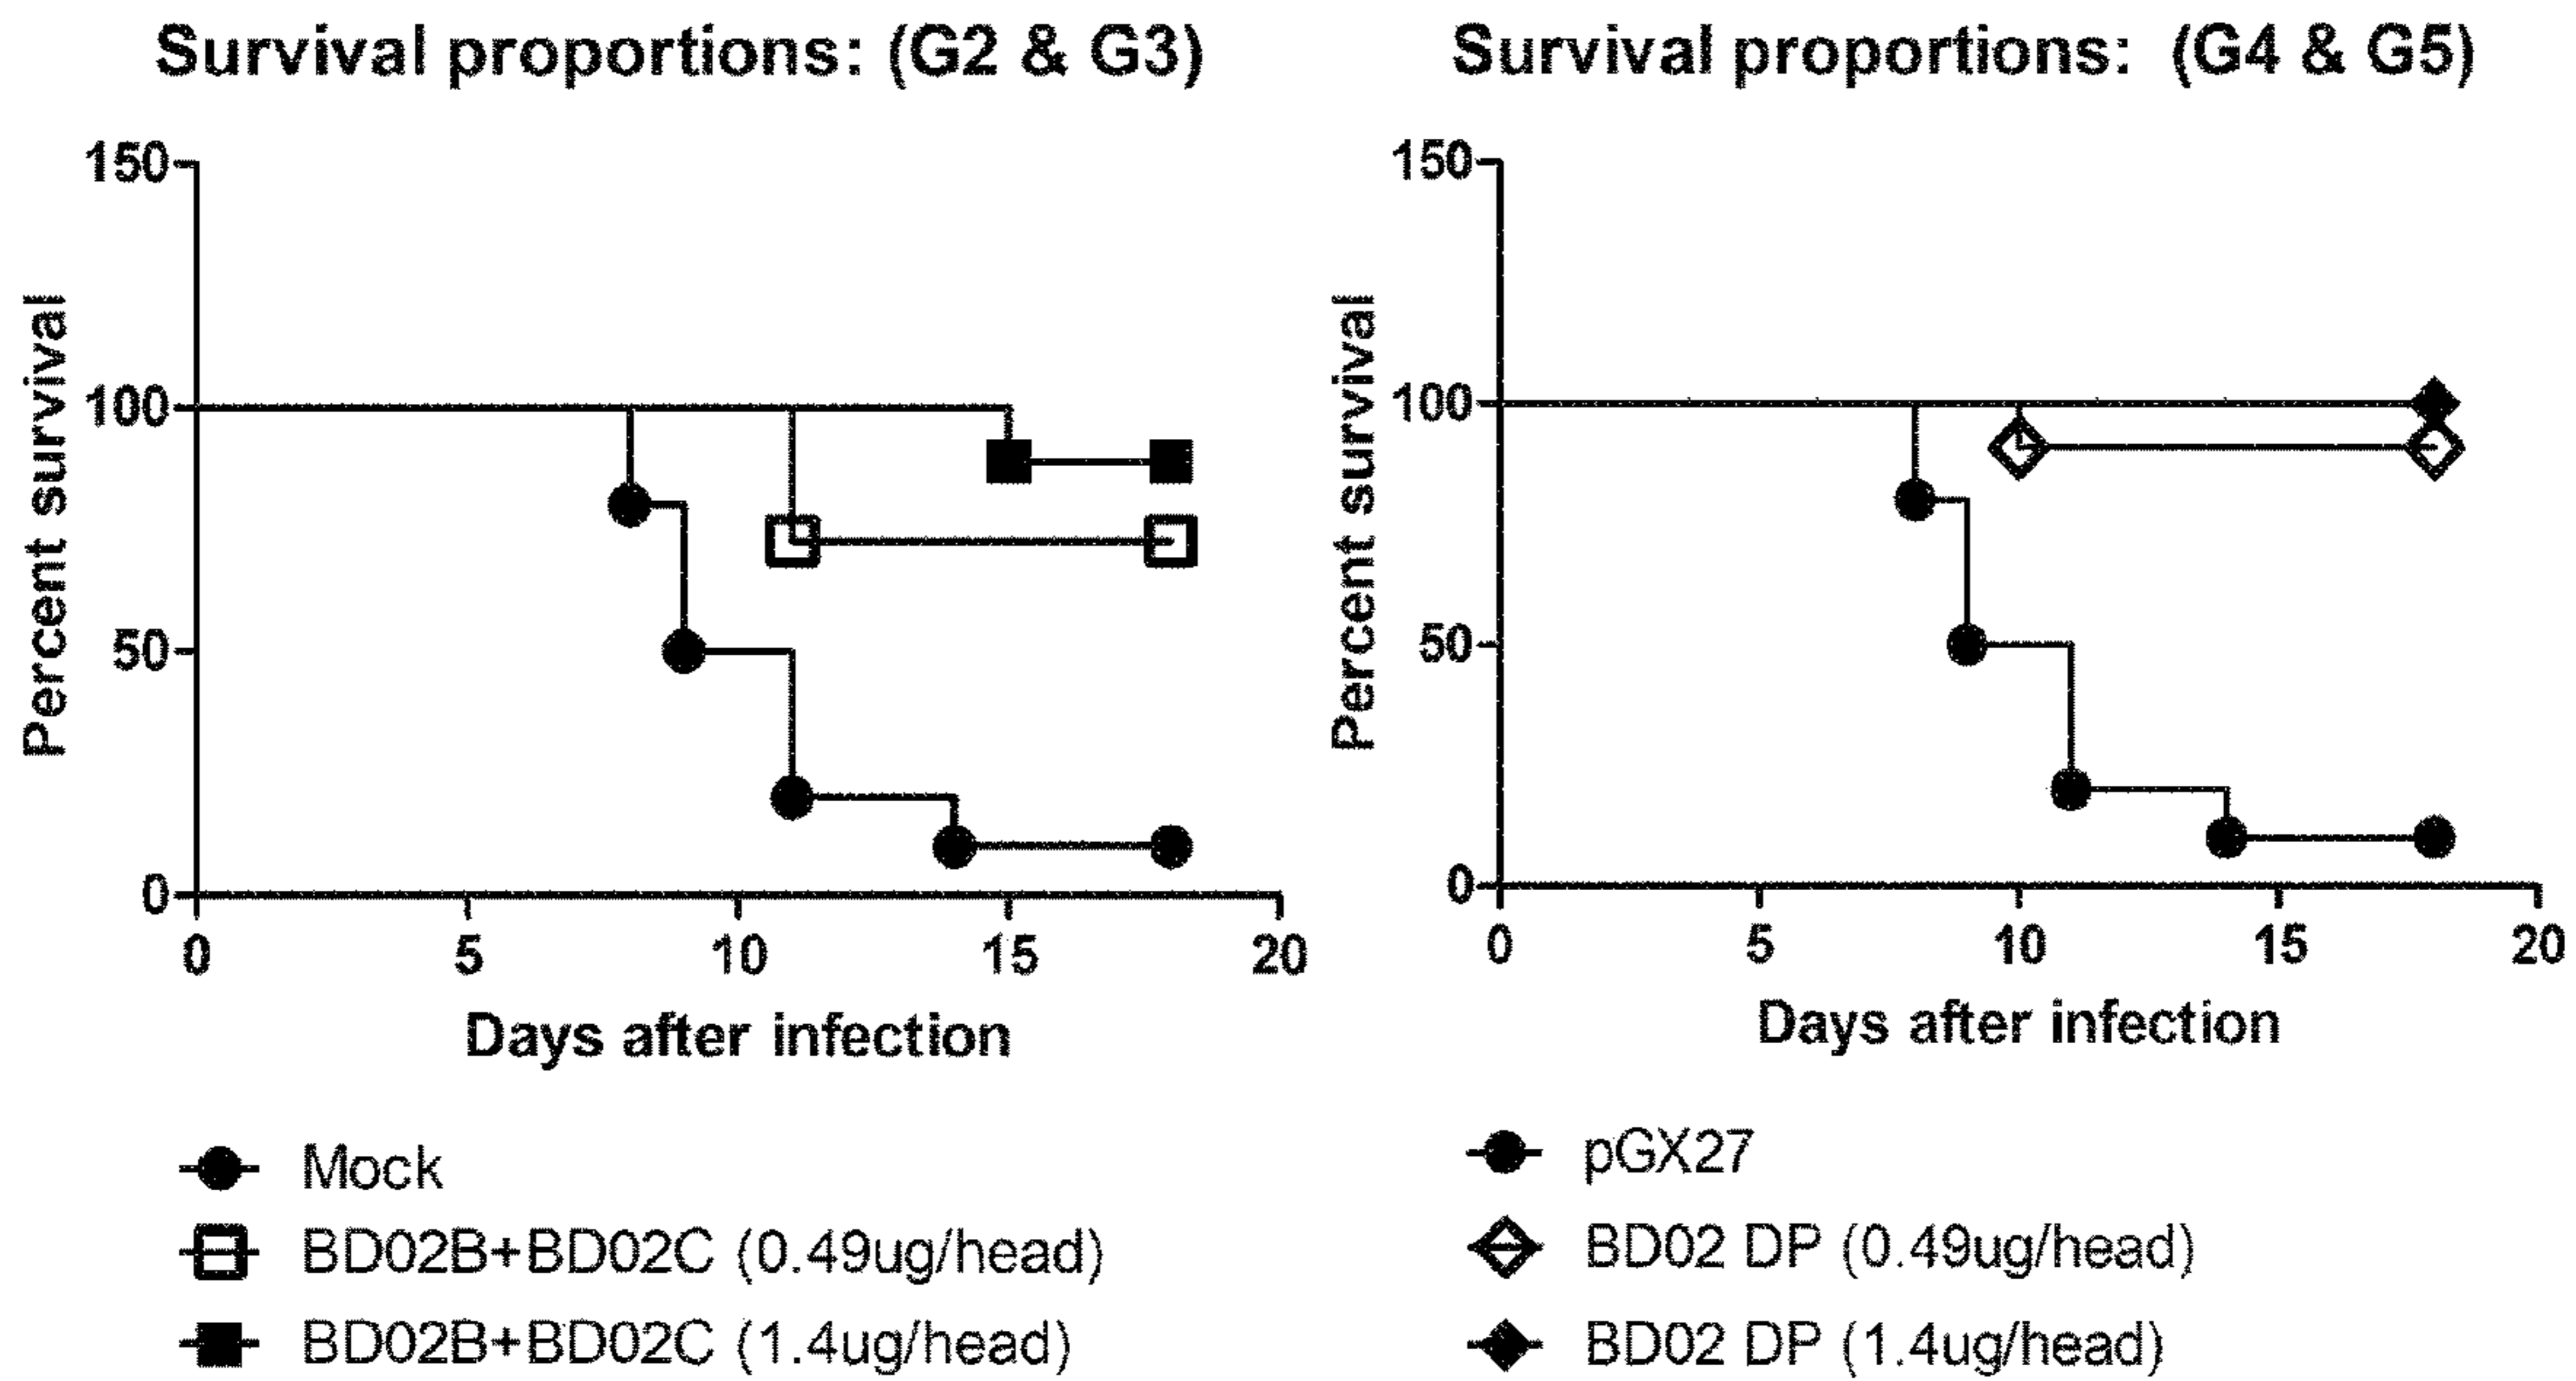 Survival proportions: (G2 & G3)
150
100
50
0
Percent survival
0 5 10 15 20
Days after infection
Mock
BD02B+BD02C (0.49ug/head)
BD02B+BD02C (1.4ug/head)
Survival proportions: (G4 & G5)
150
100
50
0
Percent survival
0 5 10 15 20
Days after infection
pGX27
BD02 DP (0.49ug/head)
BD02 DP (1.4ug/head)